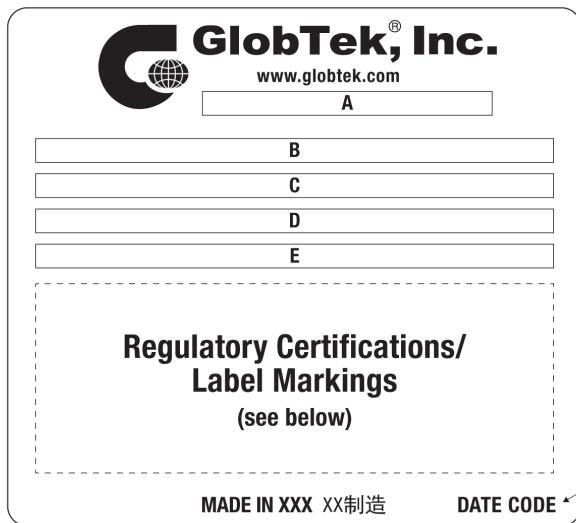 GlobTek,® Inc.
www.globtek.com
A
B
C
D
E
Regulatory Certifications/
Label Markings
(see below)
MADE IN XXX XX制造 DATE CODE